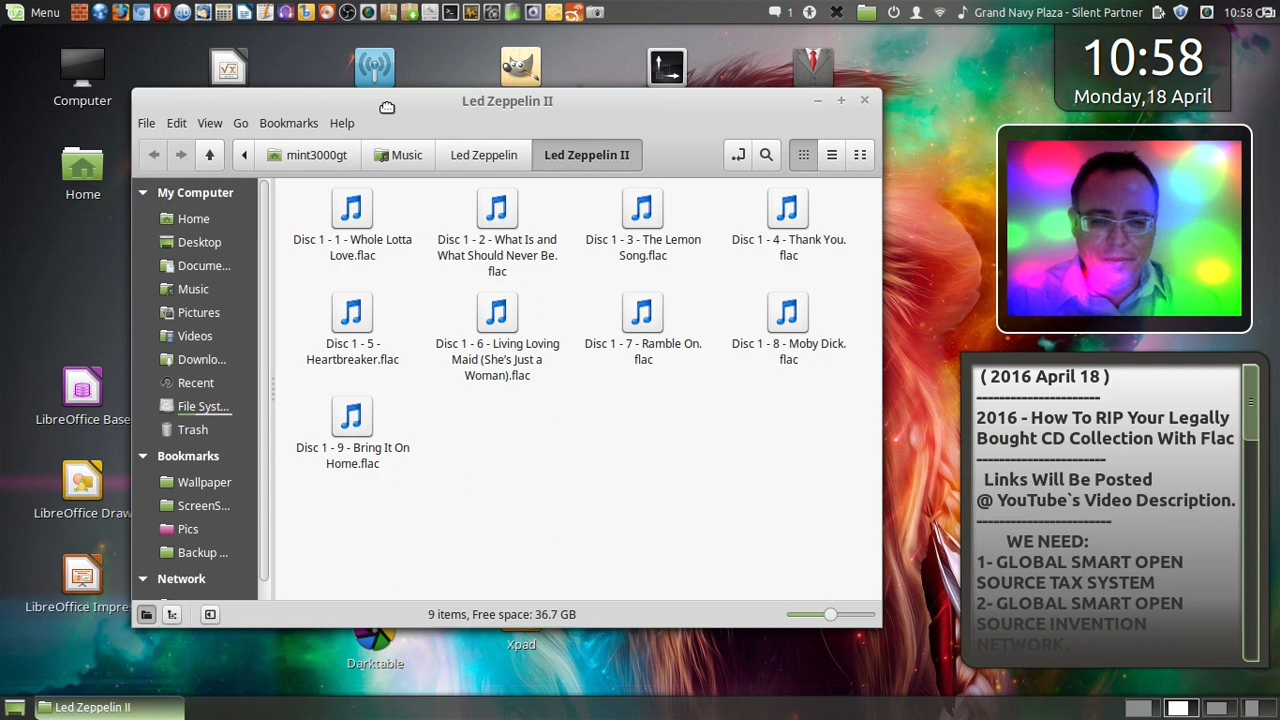 Menu
1
Grand Navy Plaza - Silent Partner
10:58
10:58
Monday,18 April
Computer
Home
LibreOffice Base
LibreOffice Draw
LibreOffice Impre
Led Zeppelin II
File Edit View Go Bookmarks Help
mint3000gt Music Led Zeppelin Led Zeppelin II
My Computer
Home
Desktop
Docume...
Music
Pictures
Videos
Downlo...
Recent
File Syst...
Trash
Bookmarks
Wallpaper
ScreenS...
Pics
Backup ...
Network
Disc 1 - 1 - Whole Lotta
Love.flac
Disc 1 - 2 - What Is and
What Should Never Be.
flac
Disc 1 - 3 - The Lemon
Song.flac
Disc 1 - 4 - Thank You.
flac
Disc 1 - 5 -
Heartbreaker.flac
Disc 1 - 6 - Living Loving
Maid (She's Just a
Woman).flac
Disc 1 - 7 - Ramble On.
flac
Disc 1 - 8 - Moby Dick.
flac
Disc 1 - 9 - Bring It On
Home.flac
9 items, Free space: 36.7 GB
Darktable
Xpad
( 2016 April 18 )
----------------------
2016 - How To RIP Your Legally
Bought CD Collection With Flac
-----------------------
Links Will Be Posted
@ YouTube`s Video Description.
------------------------
WE NEED:
1- GLOBAL SMART OPEN
SOURCE TAX SYSTEM
2- GLOBAL SMART OPEN
SOURCE INVENTION
NETWORK.
Led Zeppelin II